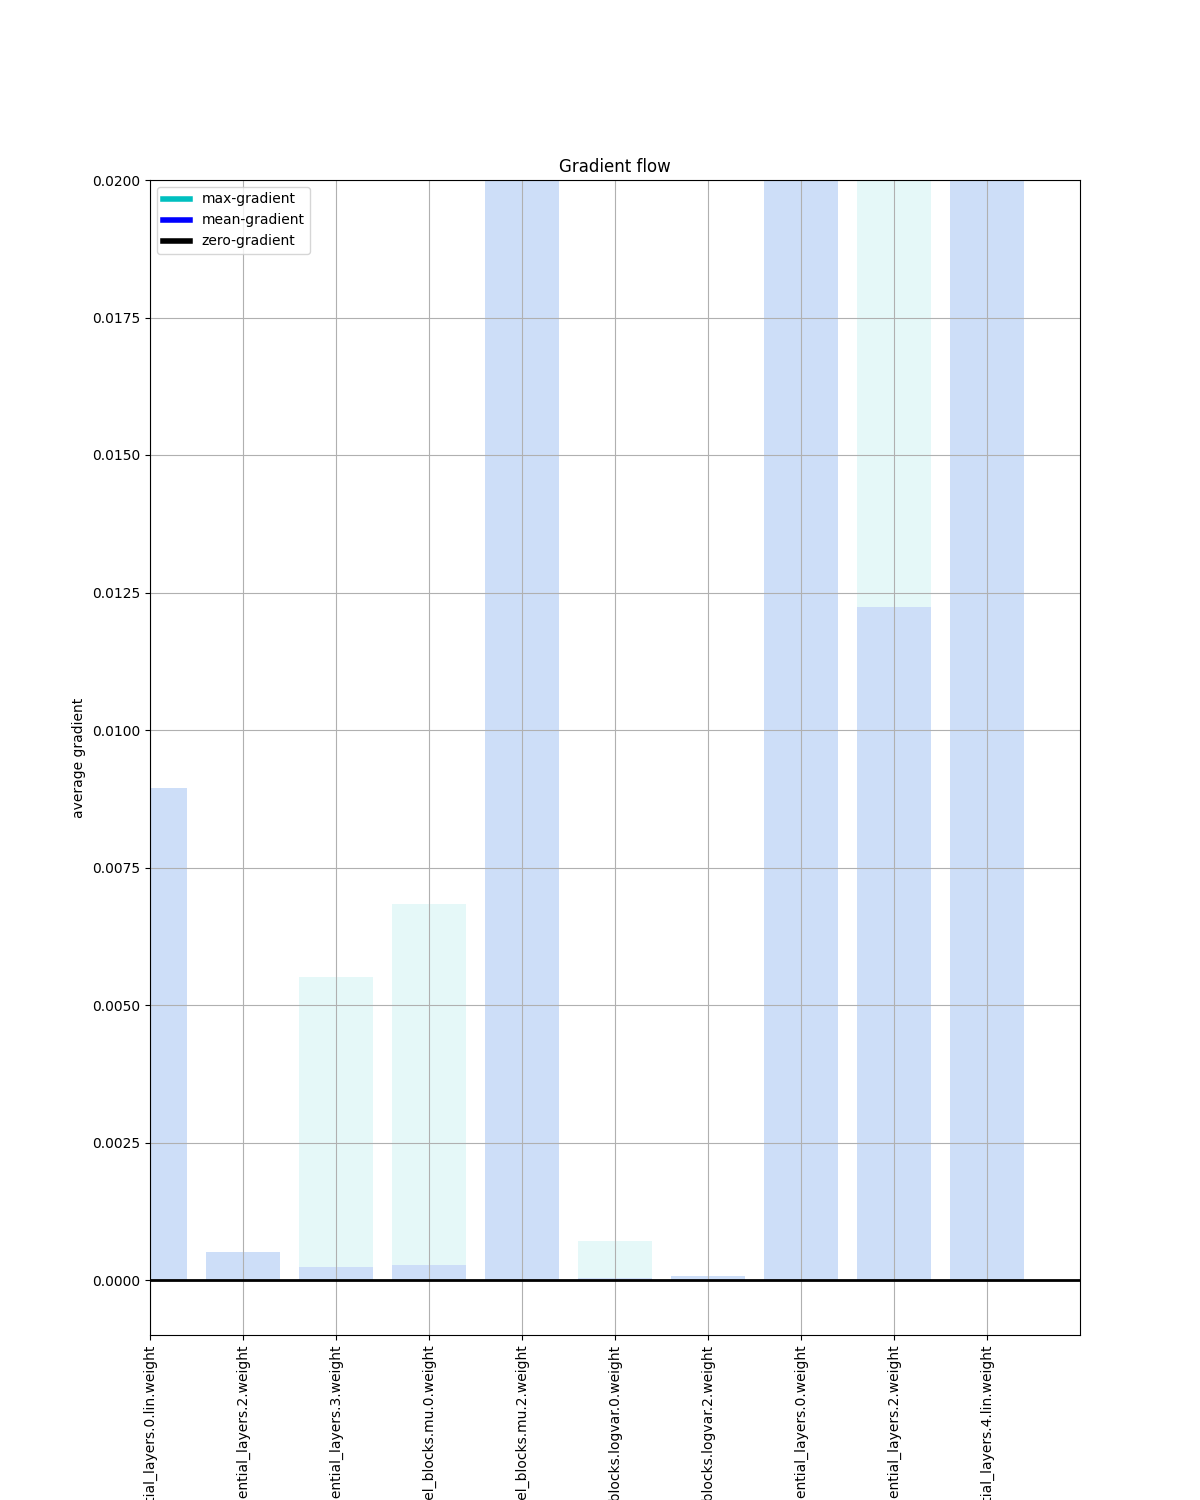 Gradient flow
max-gradient
mean-gradient
zero-gradient
0.0200
0.0175
0.0150
0.0125
0.0100
0.0075
0.0050
0.0025
0.0000
average gradient
tial_layers.0.lin.weight
ential_layers.2.weight
ential_layers.3.weight
el_blocks.mu.0.weight
el_blocks.mu.2.weight
blocks.logvar.0.weight
blocks.logvar.2.weight
ential_layers.0.weight
ential_layers.2.weight
tial_layers.4.lin.weight